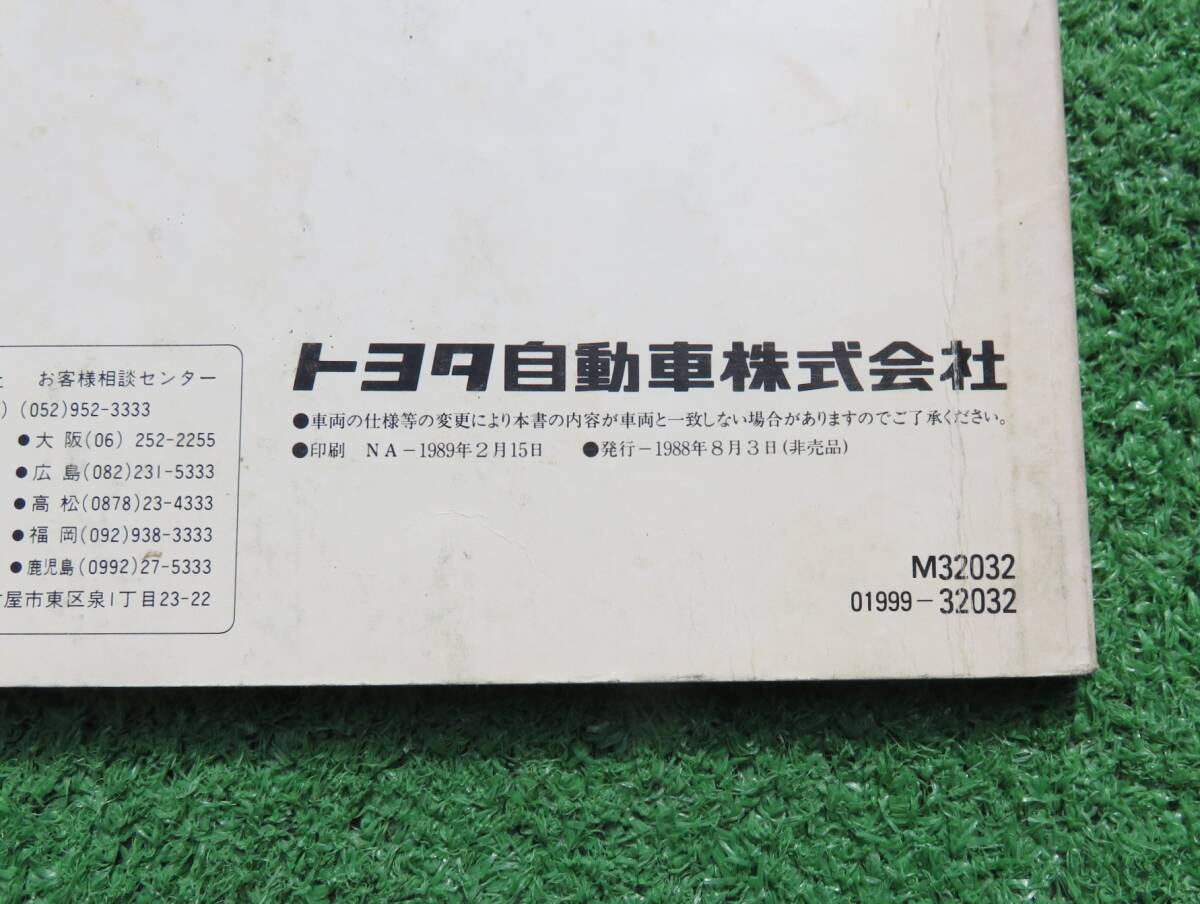 お客様相談センター
(052)952-3333
●大阪(06) 252-2255
●広島(082)231-5333
●高松(0878)23-4333
●福岡(092)938-3333
●鹿児島(0992)27-5333
屋市東区泉1丁目23-22
トヨタ自動車株式会社
●車両の仕様等の変更により本書の内容が車両と一致しない場合がありますのでご了承ください。
●印刷 NA-1989年2月15日 ●発行-1988年8月3日(非売品)
M32032
01999-32032